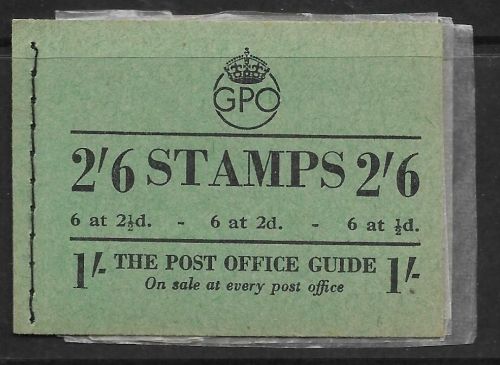 GPO
2/6 STAMPS 2/6
6 at 2½d. - 6 at 2d. - 6 at ½d.
1/- THE POST OFFICE GUIDE 1/-
On sale at every post office